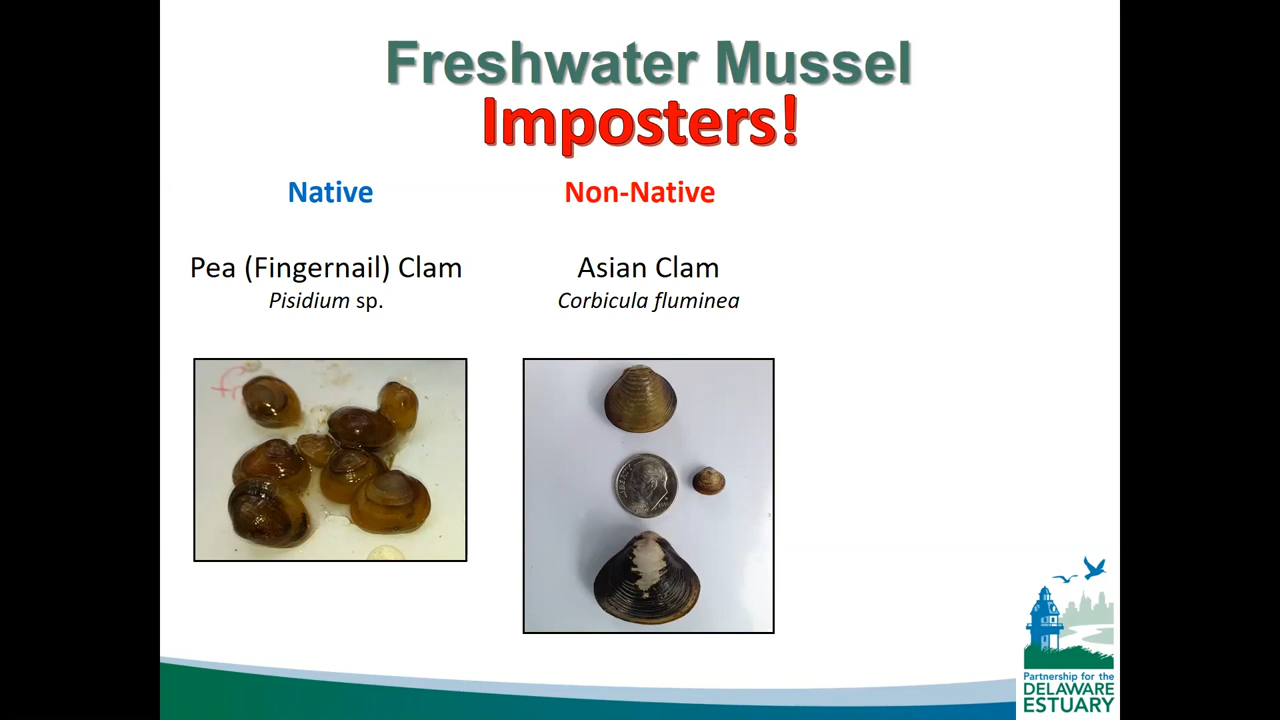 Freshwater Mussel
Imposters!
Native
Non-Native
Pea (Fingernail) Clam
Pisidium sp.
Asian Clam
Corbicula fluminea
Partnership for the
DELAWARE
ESTUARY